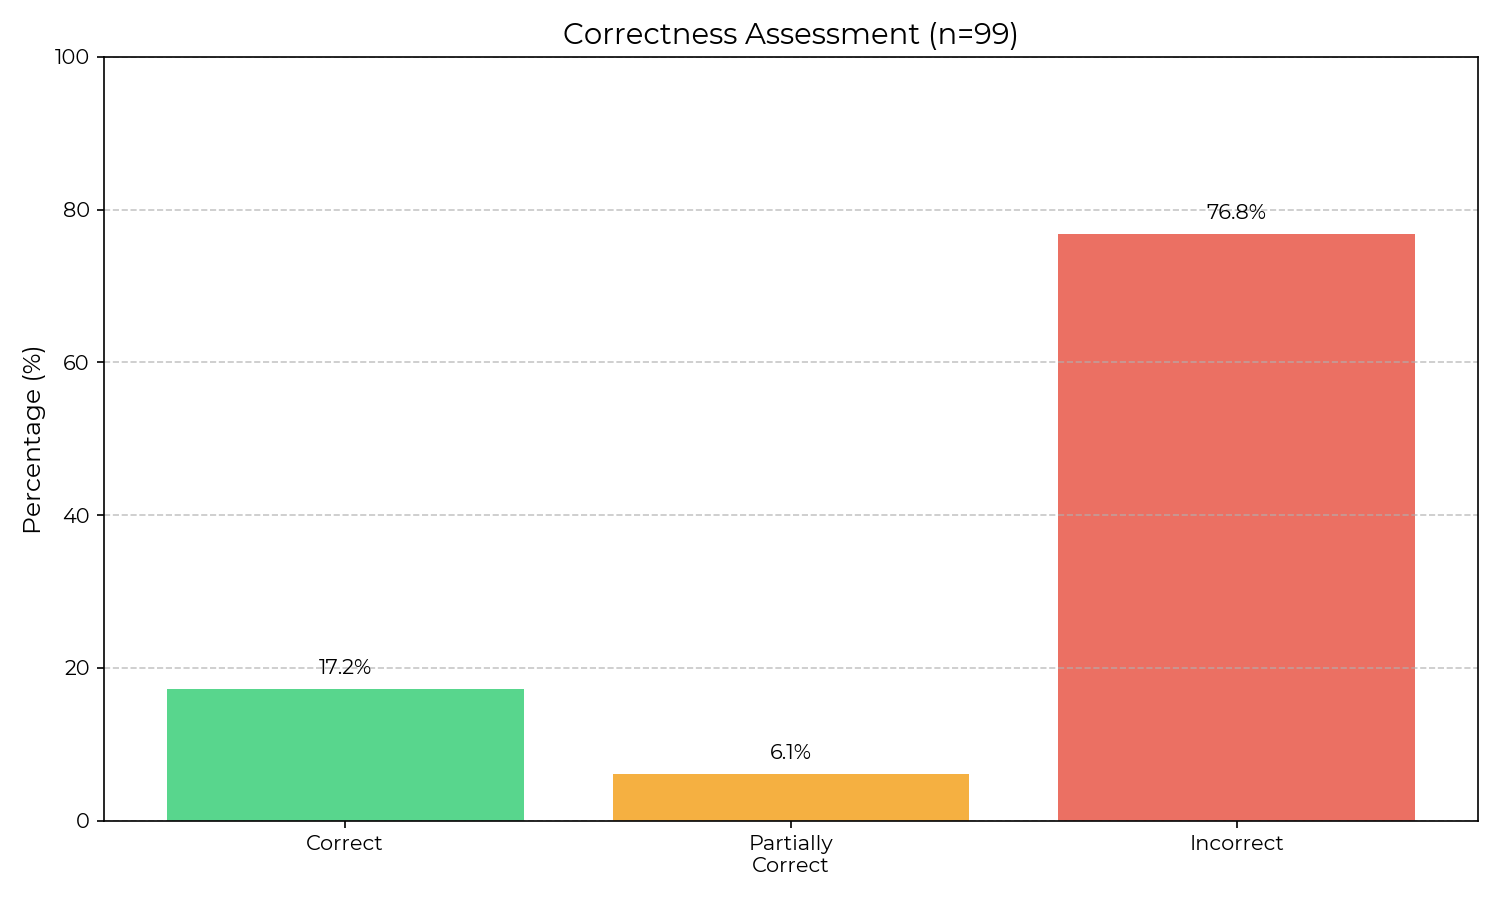 Correctness Assessment (n=99)
Percentage (%)
100
80
60
40
20
0
17.2%
6.1%
76.8%
Correct
Partially
Correct
Incorrect